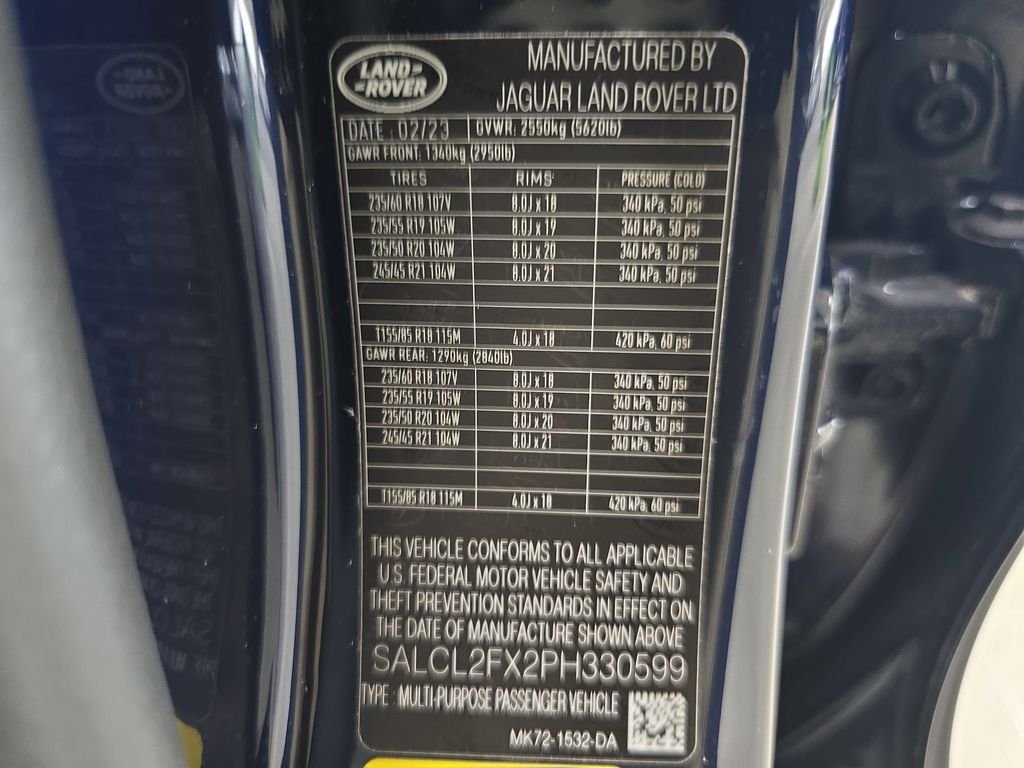 LAND ROVER
MANUFACTURED BY
JAGUAR LAND ROVER LTD
DATE: 02/23 GVWR: 2550kg (5620lb)
GAWR FRONT: 1340kg (2950lb)
TIRES RIMS PRESSURE (COLD)
235/60 R18 107V 8.0J x 18 340 kPa, 50 psi
235/55 R19 105W 8.0J x 19 340 kPa, 50 psi
235/50 R20 104W 8.0J x 20 340 kPa, 50 psi
245/45 R21 104W 8.0J x 21 340 kPa, 50 psi
T155/85 R18 115M 4.0J x 18 420 kPa, 60 psi
GAWR REAR: 1290kg (2840lb)
235/60 R18 107V 8.0J x 18 340 kPa, 50 psi
235/55 R19 105W 8.0J x 19 340 kPa, 50 psi
235/50 R20 104W 8.0J x 20 340 kPa, 50 psi
245/45 R21 104W 8.0J x 21 340 kPa, 50 psi
T155/85 R18 115M 4.0J x 18 420 kPa, 60 psi
THIS VEHICLE CONFORMS TO ALL APPLICABLE
U.S. FEDERAL MOTOR VEHICLE SAFETY AND
THEFT PREVENTION STANDARDS IN EFFECT ON
THE DATE OF MANUFACTURE SHOWN ABOVE
SALCL2FX2PH330599
TYPE : MULTI-PURPOSE PASSENGER VEHICLE
MK72-1532-DA